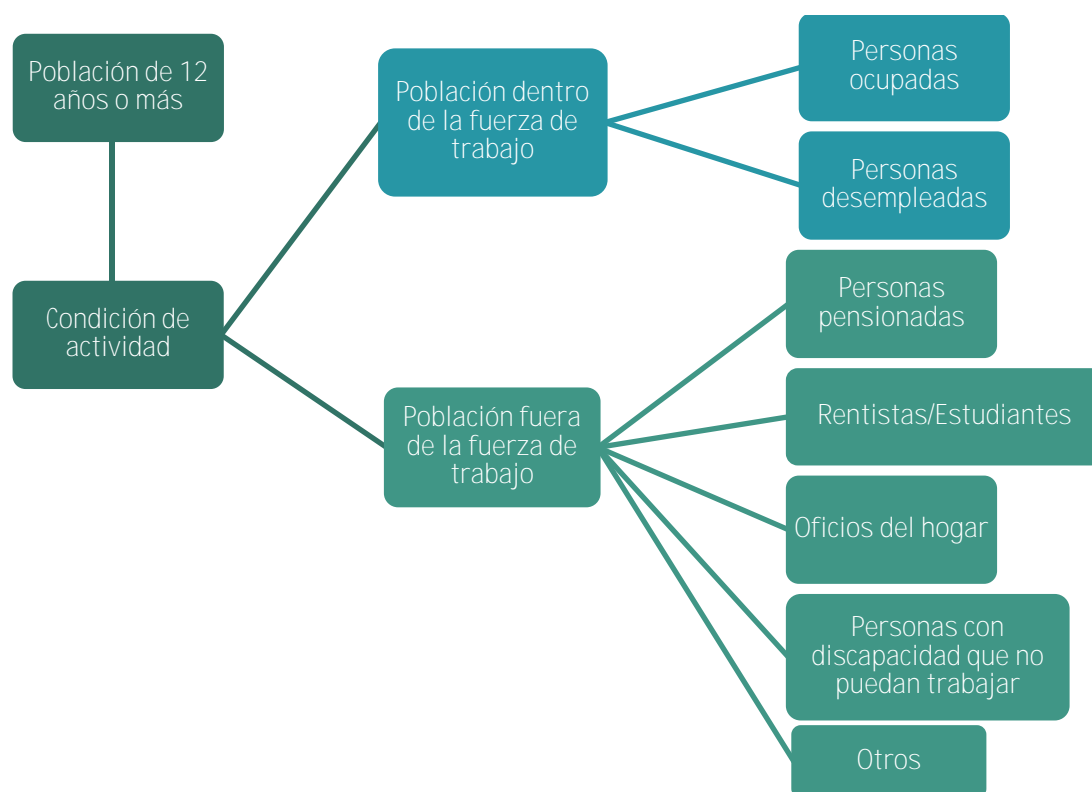 Población de 12
años o más
Condición de
actividad
Población dentro
de la fuerza de
trabajo
Personas
ocupadas
Personas
desempleadas
Población fuera
de la fuerza de
trabajo
Personas
pensionadas
Rentistas/Estudiantes
Oficios del hogar
Personas con
discapacidad que no
puedan trabajar
Otros